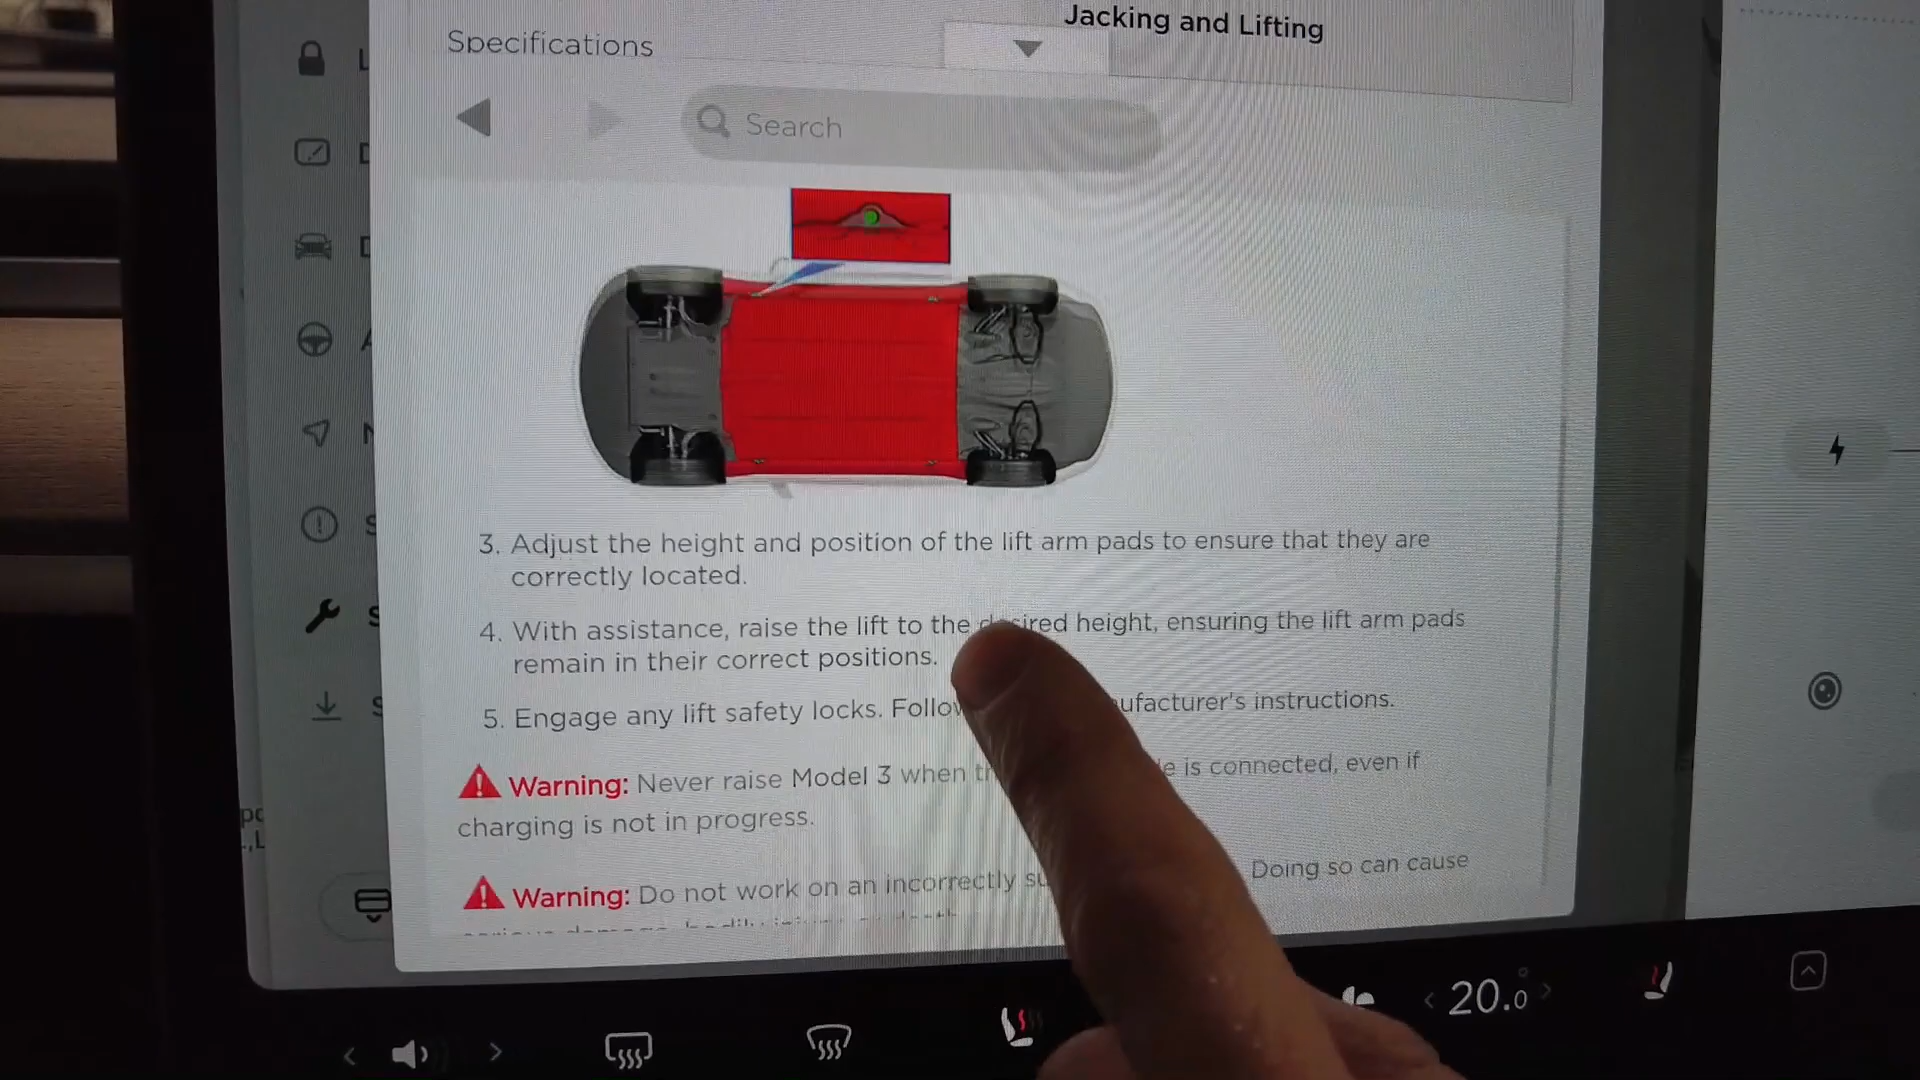 Jacking and Lifting
Specifications
Search
3. Adjust the height and position of the lift arm pads to ensure that they are
correctly located.
4. With assistance, raise the lift to the desired height, ensuring the lift arm pads
remain in their correct positions.
5. Engage any lift safety locks. instructions.
Warning: Never raise Model 3 when is connected, even if
charging is not in progress.
Warning: Do not work on an incorrectly Doing so can cause
20.0